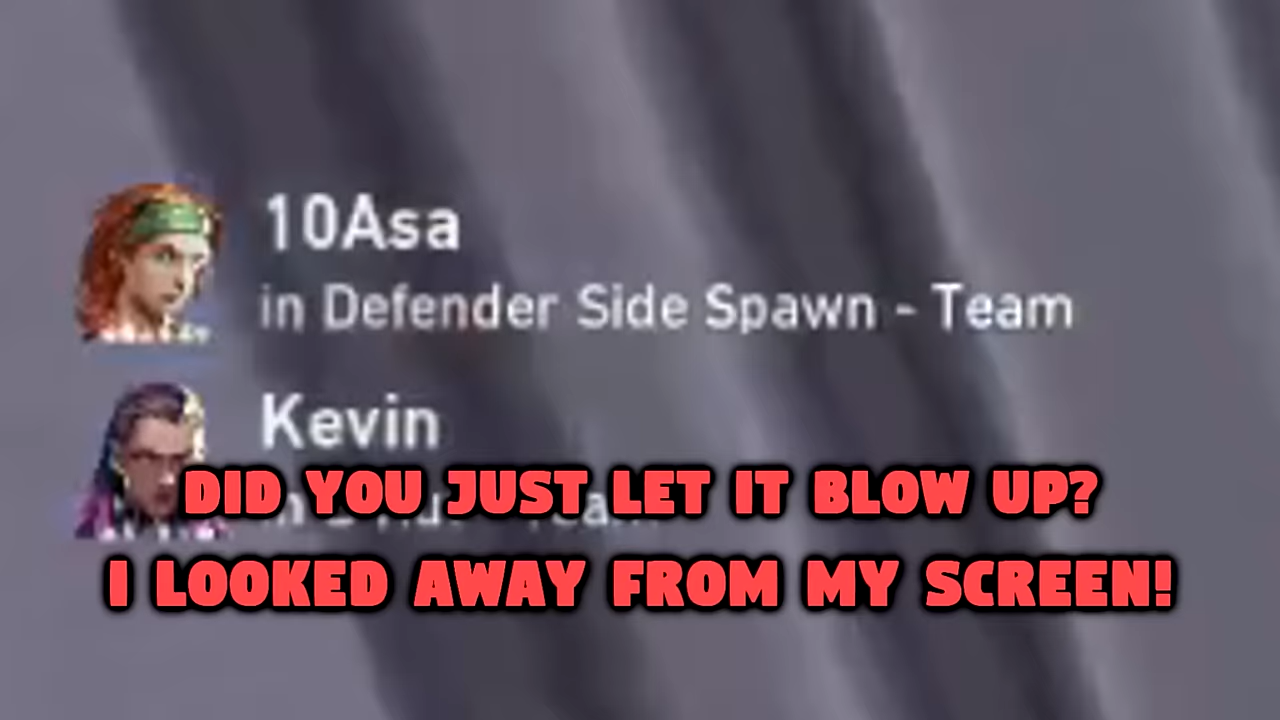 10Asa
in Defender Side Spawn - Team
Kevin
DID YOU JUST LET IT BLOW UP?
I LOOKED AWAY FROM MY SCREEN!